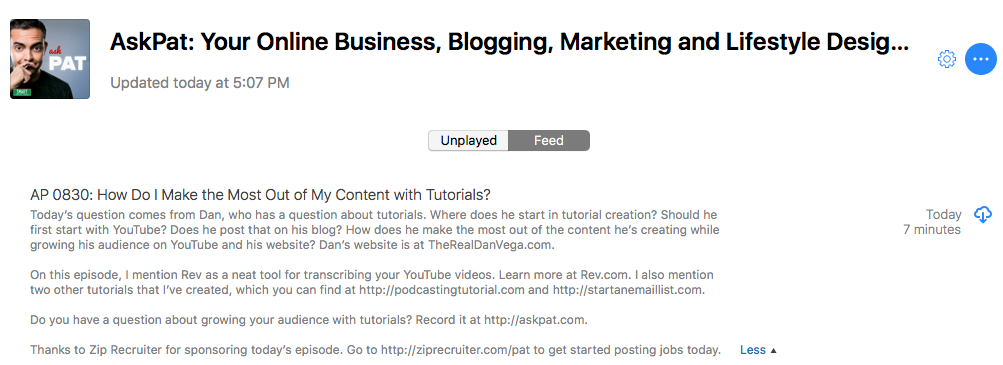 ask
PAT
SMART
AskPat: Your Online Business, Blogging, Marketing and Lifestyle Desig...
Updated today at 5:07 PM
Unplayed Feed
AP 0830: How Do I Make the Most Out of My Content with Tutorials?
Today's question comes from Dan, who has a question about tutorials. Where does he start in tutorial creation? Should he
first start with YouTube? Does he post that on his blog? How does he make the most out of the content he's creating while
growing his audience on YouTube and his website? Dan's website is at TheRealDanVega.com.
Today
7 minutes
On this episode, I mention Rev as a neat tool for transcribing your YouTube videos. Learn more at Rev.com. I also mention
two other tutorials that I've created, which you can find at http://podcastingtutorial.com and http://startanemaillist.com.
Do you have a question about growing your audience with tutorials? Record it at http://askpat.com.
Thanks to Zip Recruiter for sponsoring today's episode. Go to http://ziprecruiter.com/pat to get started posting jobs today. Less